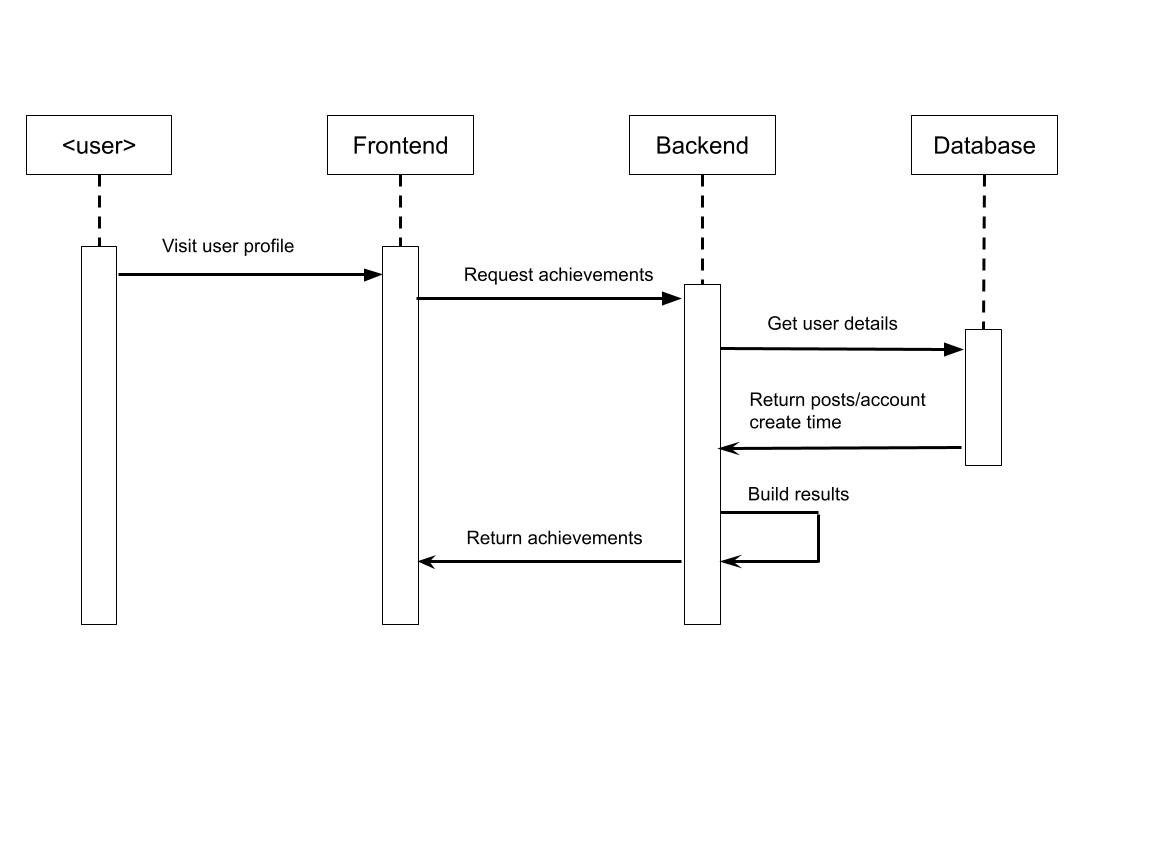 <user>
Frontend
Backend
Database
Visit user profile
Request achievements
Get user details
Return posts/account
create time
Build results
Return achievements